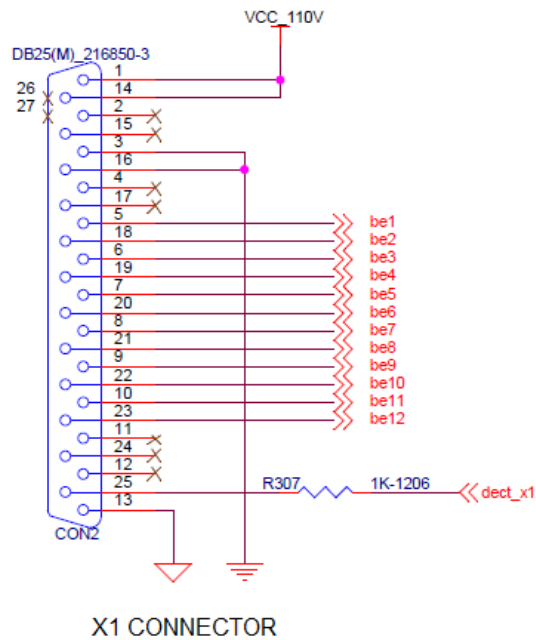 VCC_110V
DB25(M)_216850-3
1
14
26
2
27
15
3
16
4
17
5 be1
18 be2
6 be3
19 be4
7 be5
20 be6
8 be7
21 be8
9 be9
22 be10
10 be11
23 be12
11
24
12
25 R307 1K-1206 dect_x1
13
CON2
X1 CONNECTOR